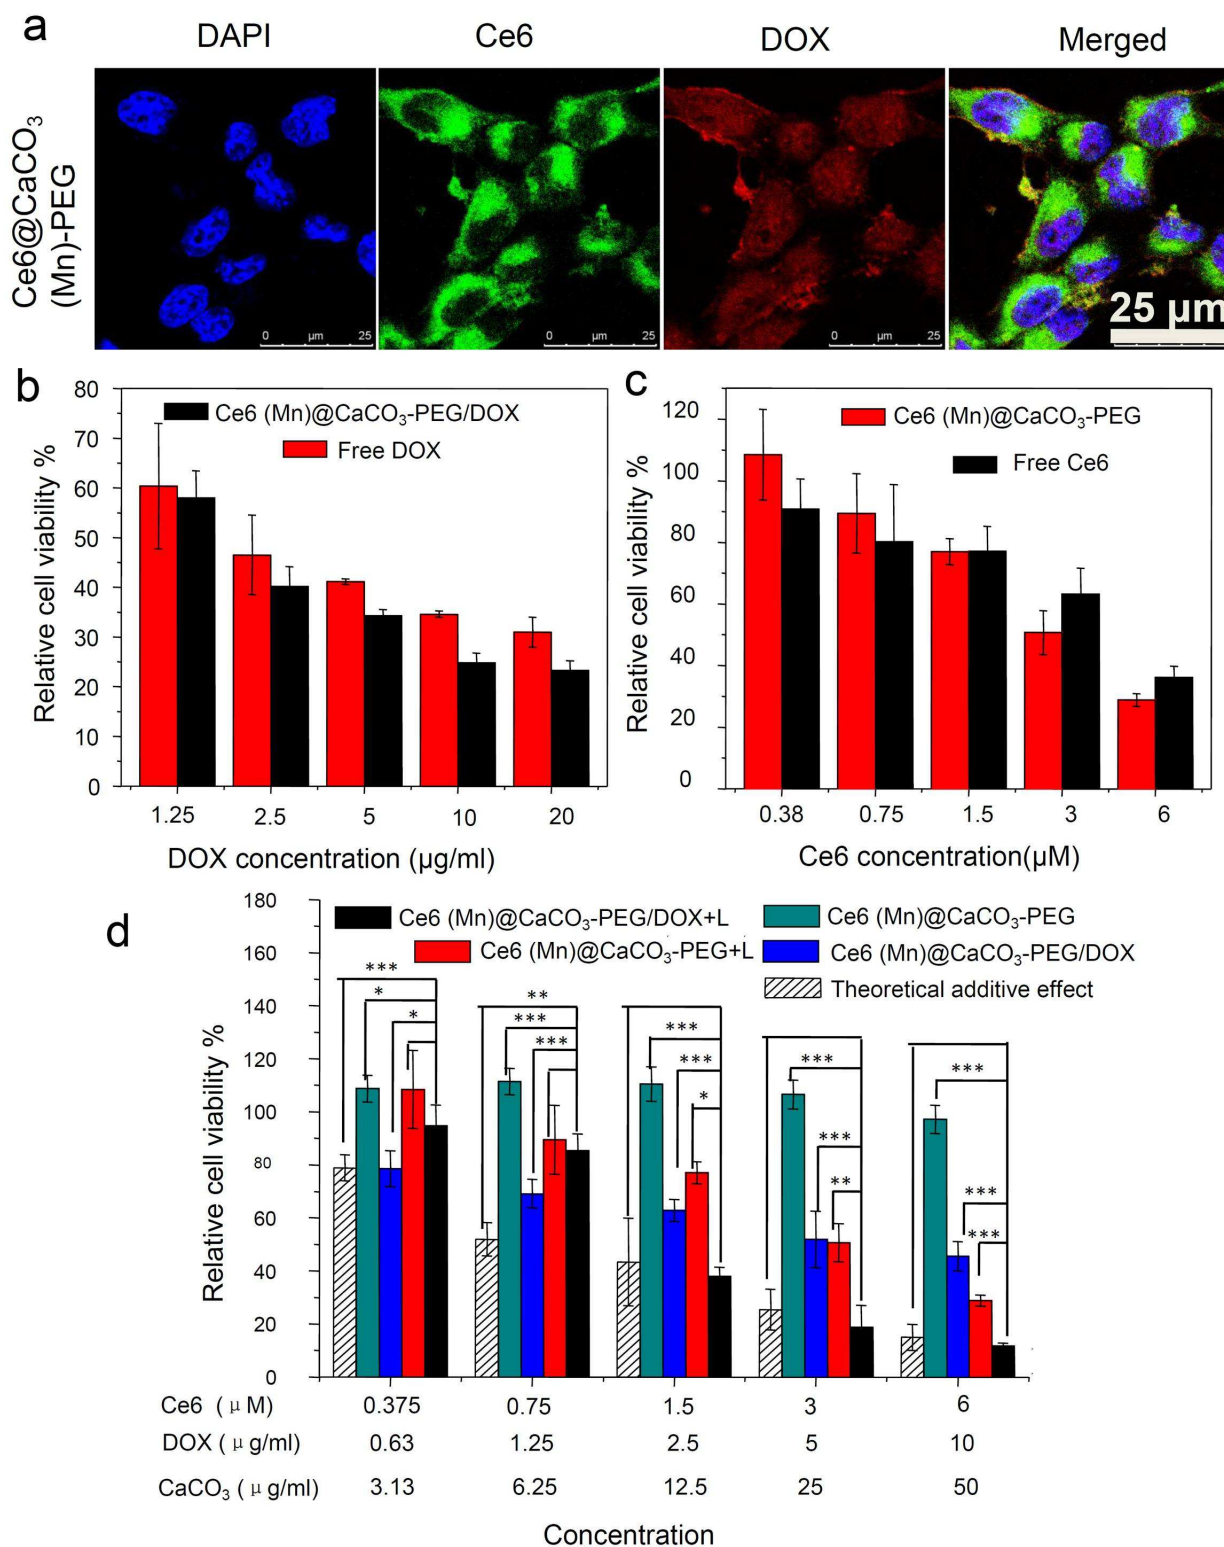 a
DAPI Ce6 DOX Merged
Ce6@CaCO₃
(Mn)-PEG
0 μm 25
0 μm 25
0 μm 25
25 μm
b
Relative cell viability %
80
70
60
50
40
30
20
10
0
Ce6 (Mn)@CaCO₃-PEG/DOX
Free DOX
1.25 2.5 5 10 20
DOX concentration (μg/ml)
c
Relative cell viability %
120
100
80
60
40
20
0
Ce6 (Mn)@CaCO₃-PEG
Free Ce6
0.38 0.75 1.5 3 6
Ce6 concentration(μM)
d
Relative cell viability %
180
160
140
120
100
80
60
40
20
0
Ce6 (Mn)@CaCO₃-PEG/DOX+L
Ce6 (Mn)@CaCO₃-PEG+L
Ce6 (Mn)@CaCO₃-PEG
Ce6 (Mn)@CaCO₃-PEG/DOX
Theoretical additive effect
***
*
*
**
***
***
***
***
*
***
***
**
***
***
***
Ce6 (μM) 0.375 0.75 1.5 3 6
DOX (μg/ml) 0.63 1.25 2.5 5 10
CaCO₃ (μg/ml) 3.13 6.25 12.5 25 50
Concentration